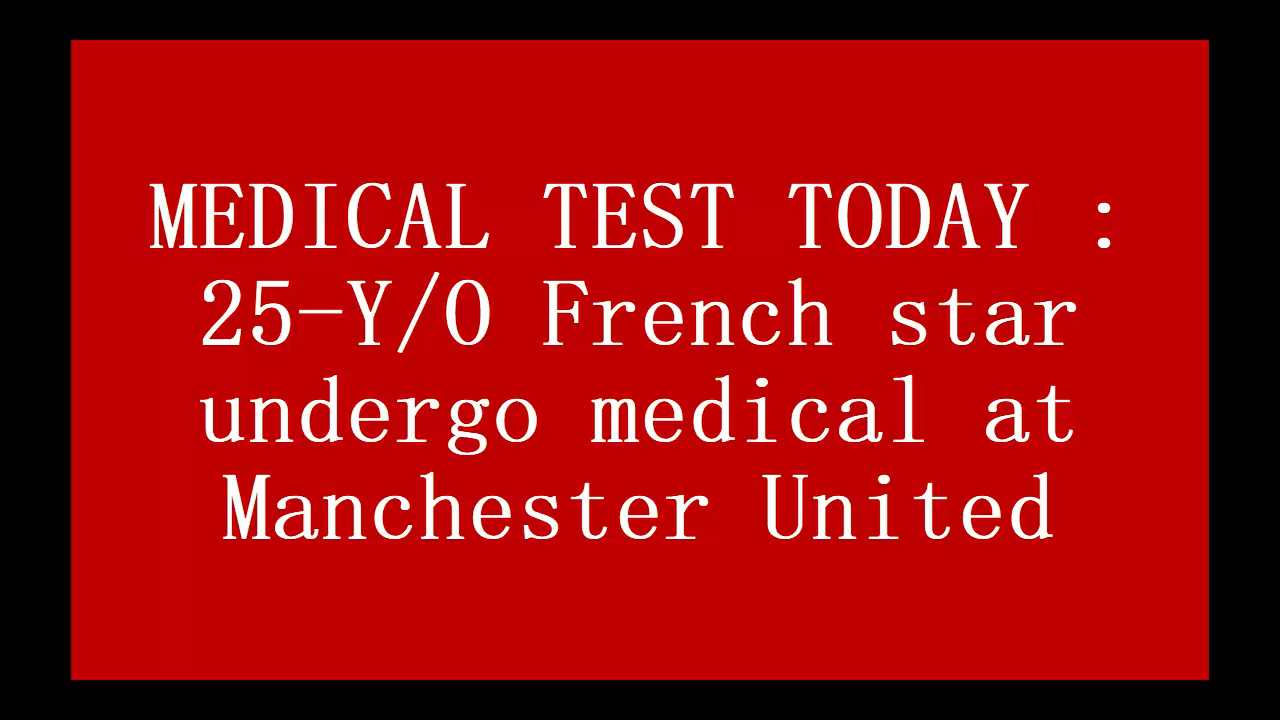 MEDICAL TEST TODAY :
25-Y/O French star
undergo medical at
Manchester United